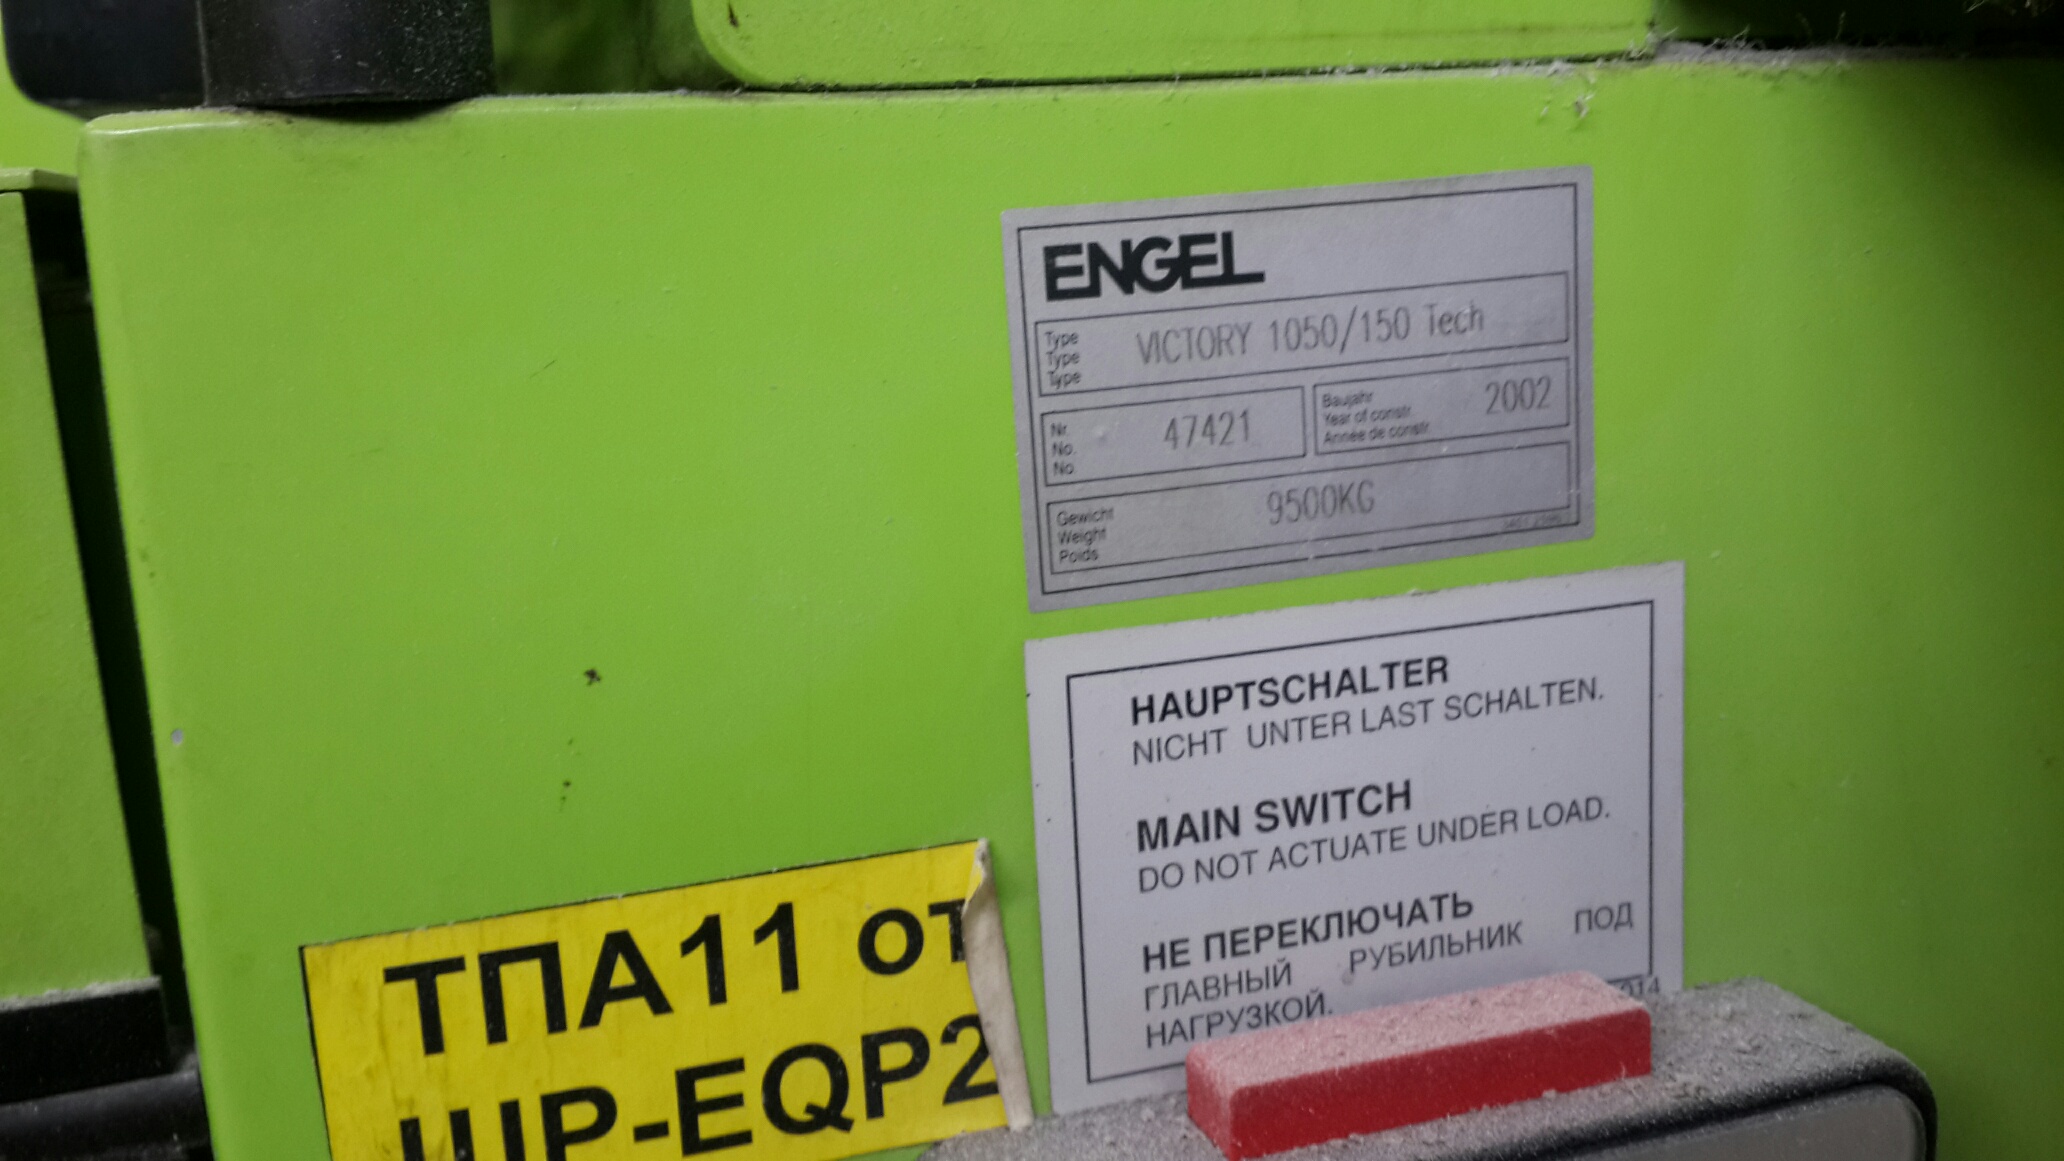 ENGEL
Type
Type
Type
VICTORY 1050/150 Tech
Nr.
No.
No.
47421
Baujahr
Year of constr.
Année de constr.
2002
Gewicht
Weight
Poids
9500KG
HAUPTSCHALTER
NICHT UNTER LAST SCHALTEN.
MAIN SWITCH
DO NOT ACTUATE UNDER LOAD.
НЕ ПЕРЕКЛЮЧАТЬ
ГЛАВНЫЙ РУБИЛЬНИК ПОД
НАГРУЗКОЙ.
ТПА11 от
ШР-EQP2